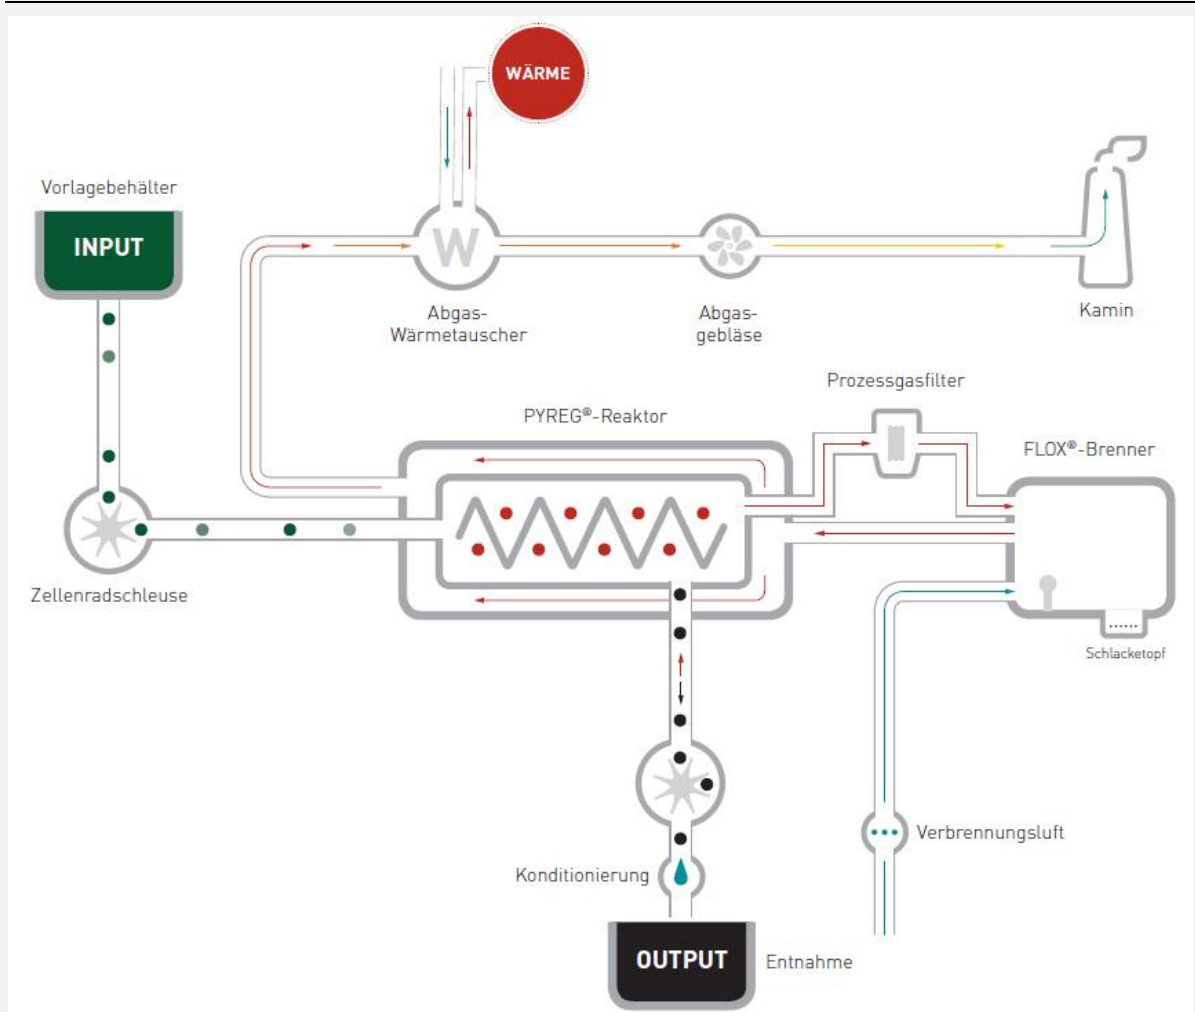 WÄRME
Vorlagebehälter
INPUT
W
Abgas-
Wärmetauscher
Abgas-
gebläse
Kamin
Prozessgasfilter
PYREG®-Reaktor
FLOX®-Brenner
Zellenradschleuse
Schlacketopf
Verbrennungsluft
Konditionierung
OUTPUT
Entnahme